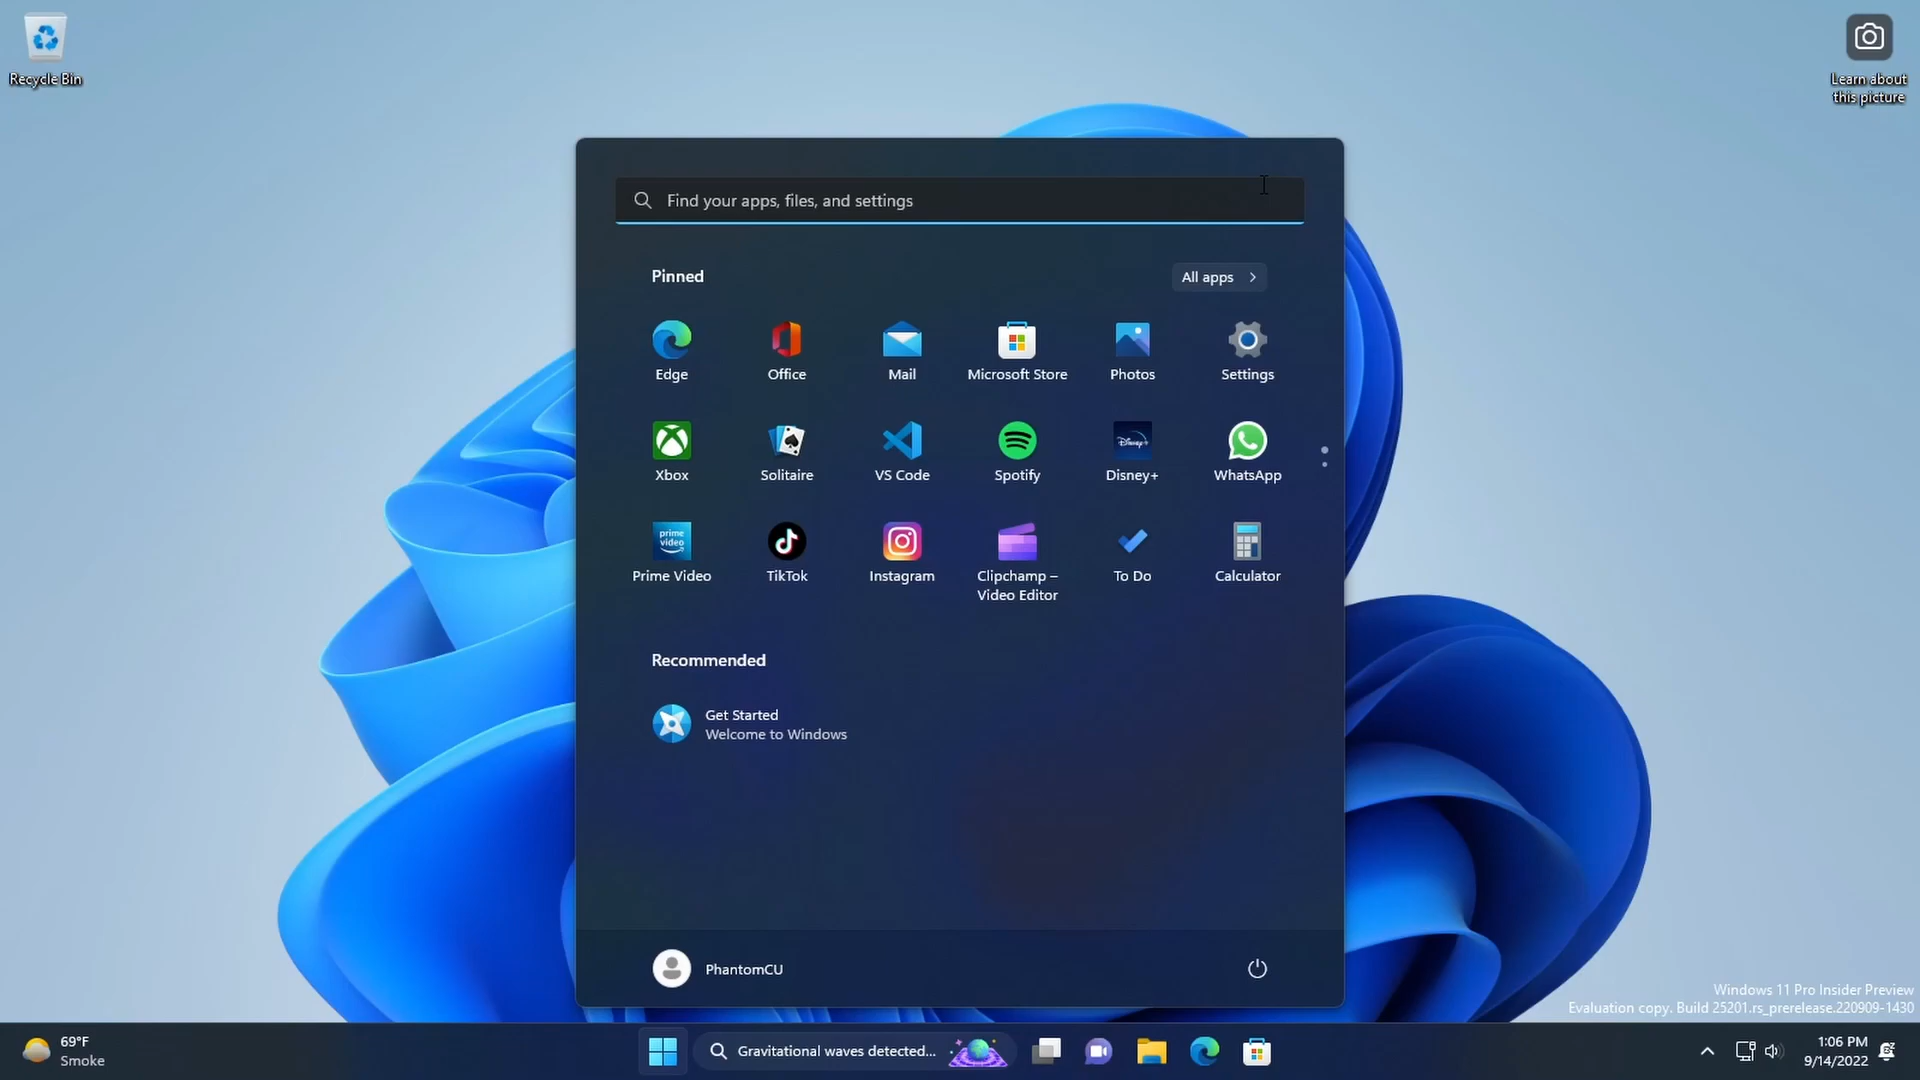 Recycle Bin
Learn about
this picture
Find your apps, files, and settings
Pinned
All apps
Edge
Office
Mail
Microsoft Store
Photos
Settings
Xbox
Solitaire
VS Code
Spotify
Disney+
Disney+
WhatsApp
prime
video
Prime Video
TikTok
Instagram
Clipchamp –
Video Editor
To Do
Calculator
Recommended
Get Started
Welcome to Windows
PhantomCU
Windows 11 Pro Insider Preview
Evaluation copy. Build 25201.rs_prerelease.220909-1430
69°F
Smoke
Gravitational waves detected...
1:06 PM
9/14/2022